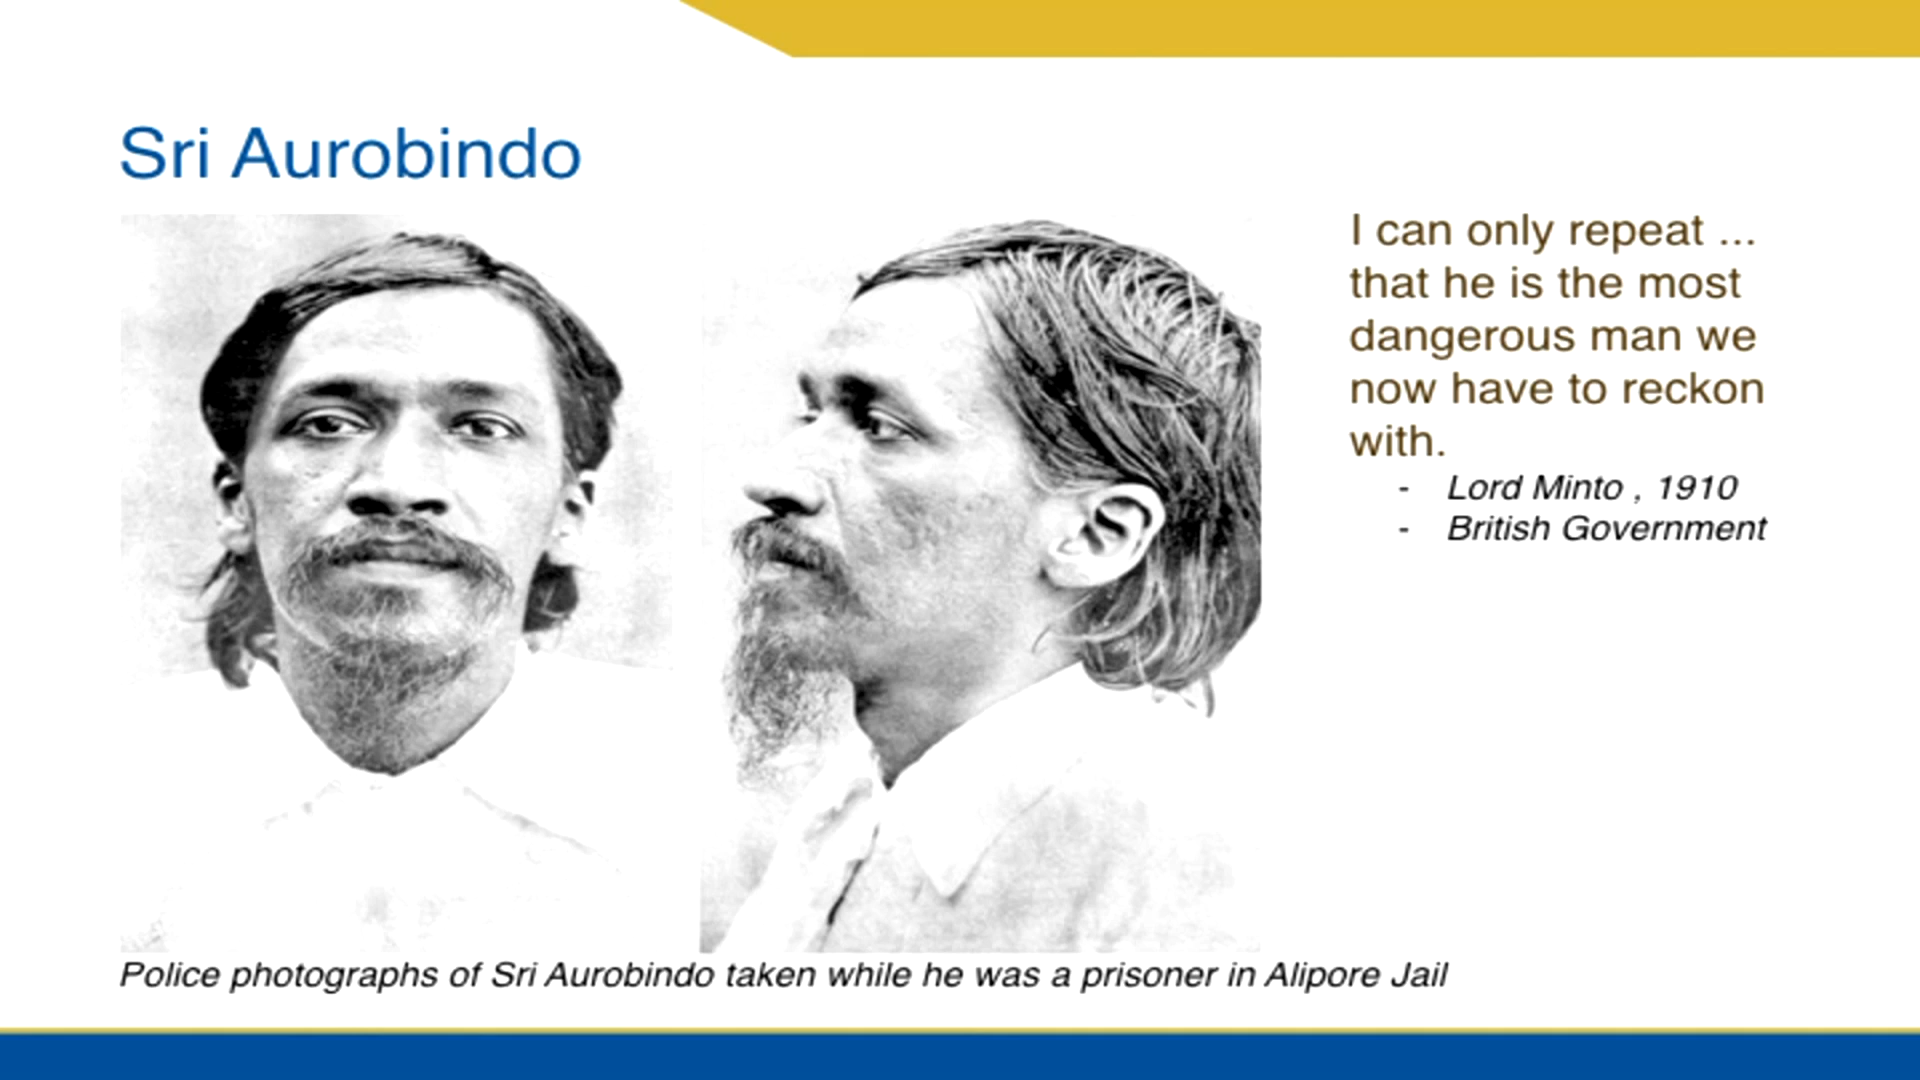 Sri Aurobindo
I can only repeat ...
that he is the most
dangerous man we
now have to reckon
with.
- Lord Minto , 1910
- British Government
Police photographs of Sri Aurobindo taken while he was a prisoner in Alipore Jail